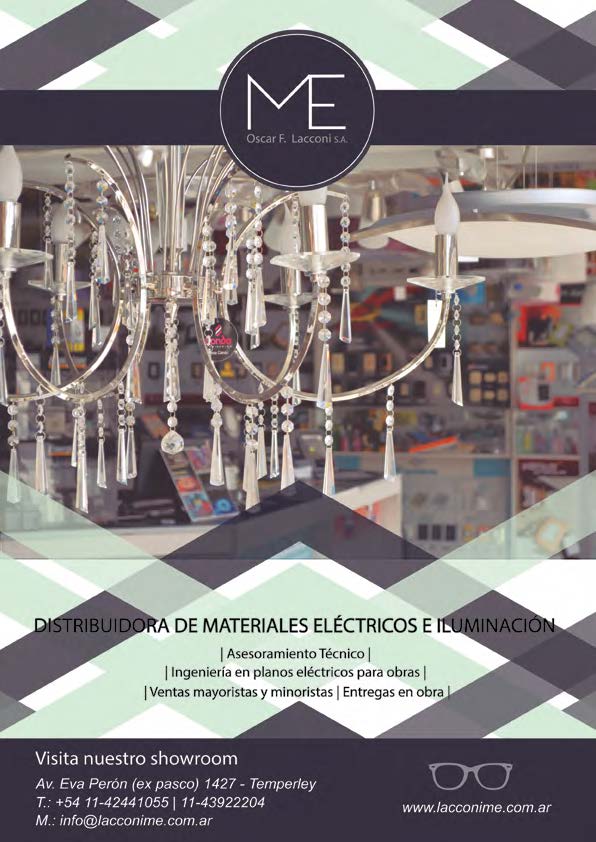 ME
Oscar F. Lacconi S.A.
DISTRIBUIDORA DE MATERIALES ELÉCTRICOS E ILUMINACIÓN
| Asesoramiento Técnico |
| Ingeniería en planos eléctricos para obras |
| Ventas mayoristas y minoristas | Entregas en obra |
Visita nuestro showroom
Av. Eva Perón (ex pasco) 1427 - Temperley
T.: +54 11-42441055 | 11-43922204
M.: info@lacconime.com.ar
www.lacconime.com.ar